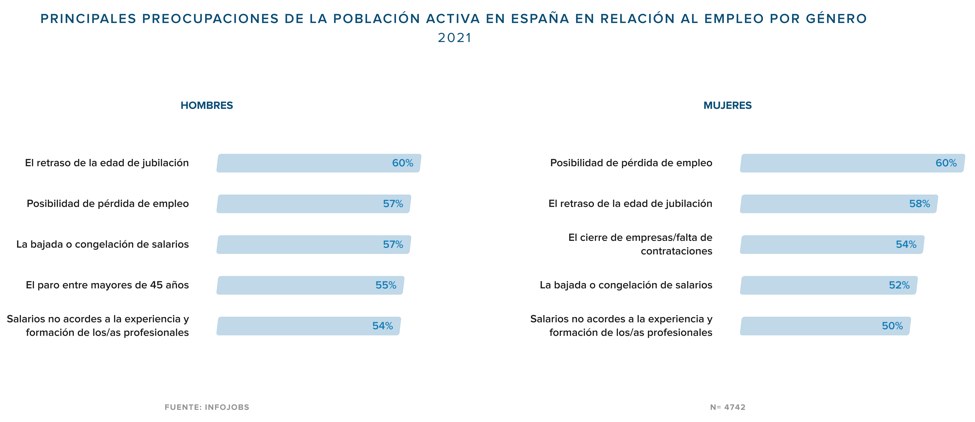 PRINCIPALES PREOCUPACIONES DE LA POBLACIÓN ACTIVA EN ESPAÑA EN RELACIÓN AL EMPLEO POR GÉNERO
2021
HOMBRES
El retraso de la edad de jubilación
60%
Posibilidad de pérdida de empleo
57%
La bajada o congelación de salarios
57%
El paro entre mayores de 45 años
55%
Salarios no acordes a la experiencia y
formación de los/as profesionales
54%
MUJERES
Posibilidad de pérdida de empleo
60%
El retraso de la edad de jubilación
58%
El cierre de empresas/falta de
contrataciones
54%
La bajada o congelación de salarios
52%
Salarios no acordes a la experiencia y
formación de los/as profesionales
50%
FUENTE: INFOJOBS
N= 4742